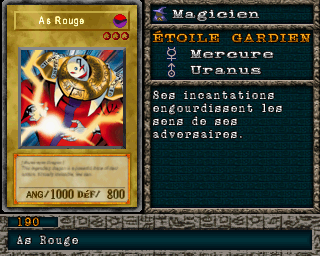 As Rouge
ANG/1000 DéF/ 800
Magicien
ÉTOILE GARDIEN
Mercure
Uranus
Ses incantations
engourdissent les
sens de ses
adversaires.
190
As Rouge